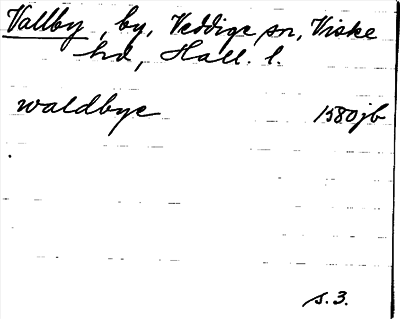 Vallby, by, Veddige sn, Viske
hd, Hall. l.
waldbye 1580 jb
s. 3.